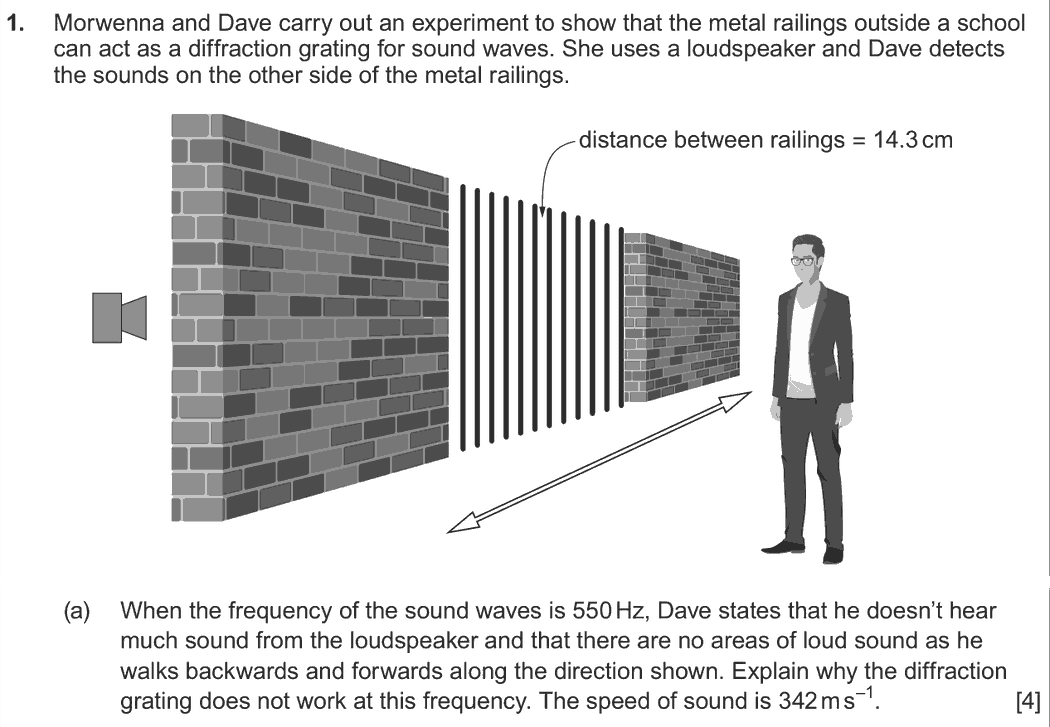 1. Morwenna and Dave carry out an experiment to show that the metal railings outside a school
can act as a diffraction grating for sound waves. She uses a loudspeaker and Dave detects
the sounds on the other side of the metal railings.
distance between railings = 14.3 cm
(a) When the frequency of the sound waves is 550 Hz, Dave states that he doesn't hear
much sound from the loudspeaker and that there are no areas of loud sound as he
walks backwards and forwards along the direction shown. Explain why the diffraction
grating does not work at this frequency. The speed of sound is 342 m s⁻¹. [4]